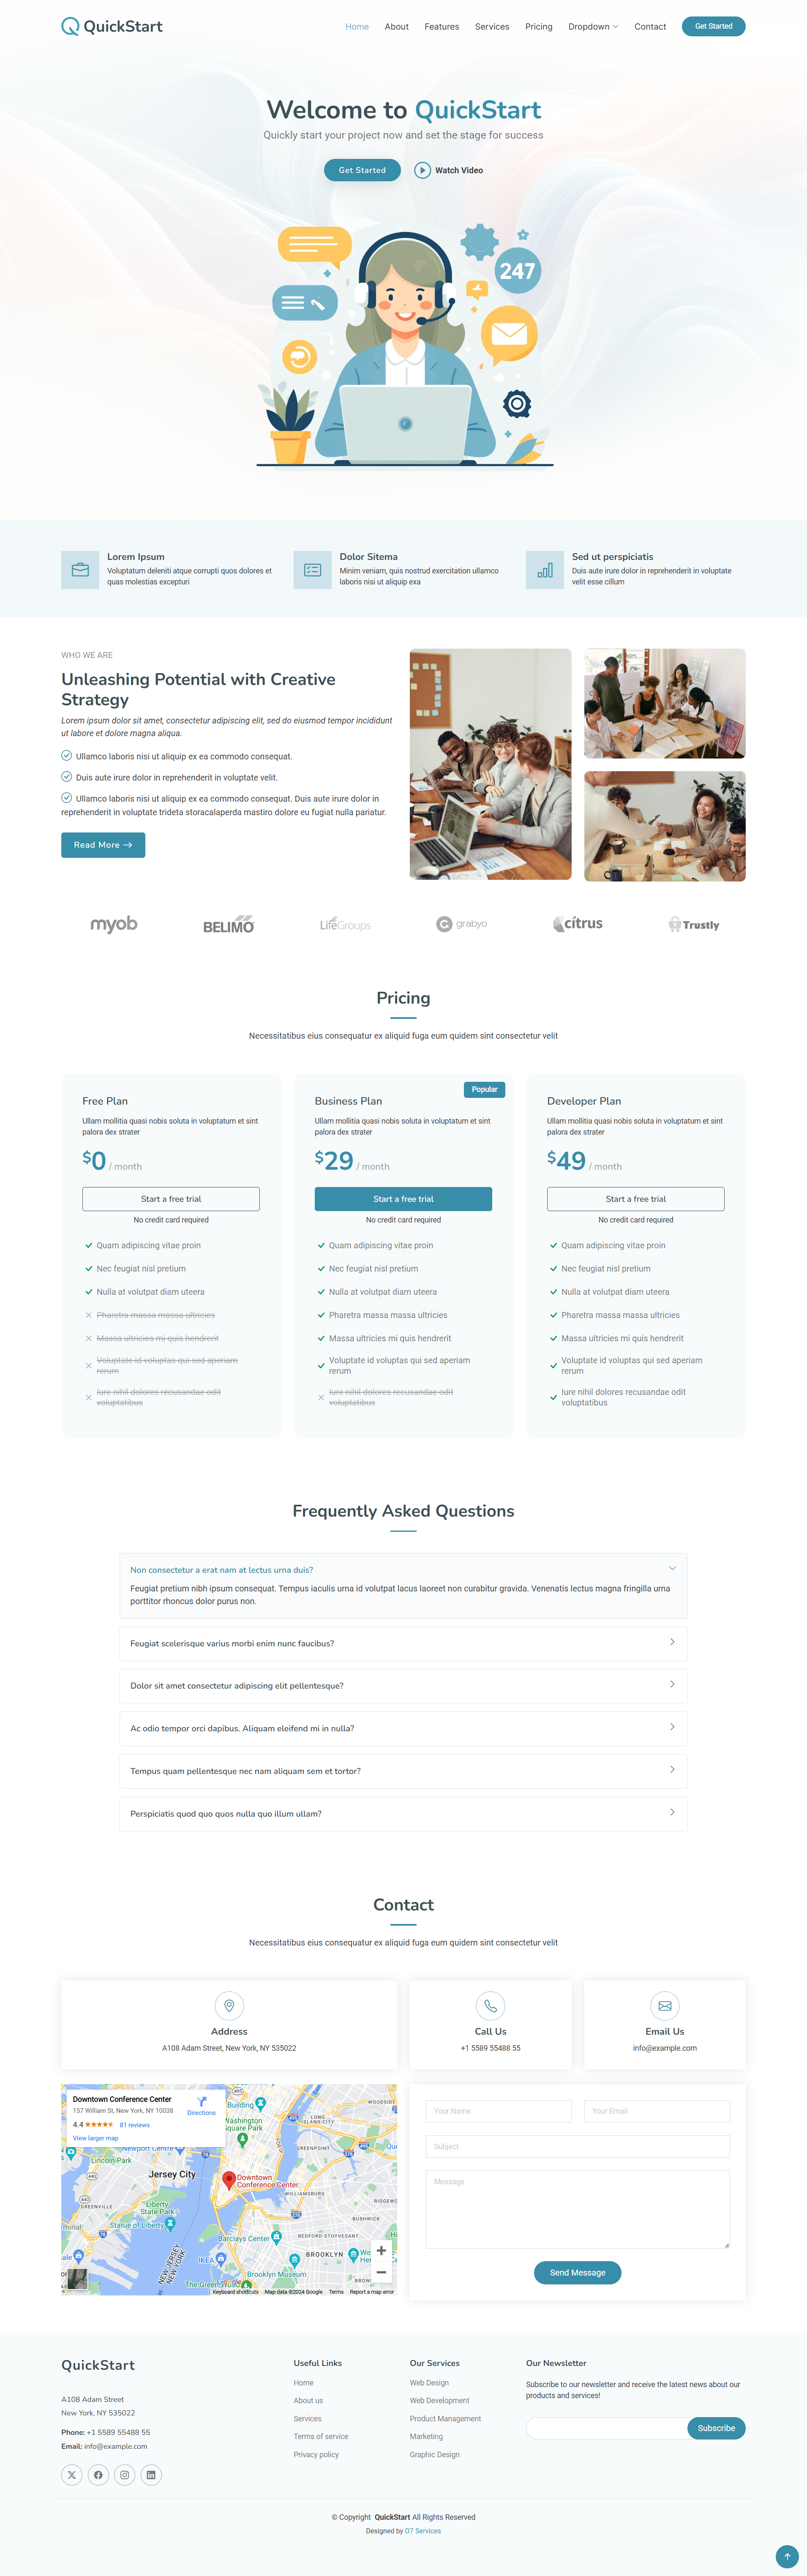 QuickStart
Home
About
Features
Services
Pricing
Dropdown
Contact
Get Started
Welcome to QuickStart
Quickly start your project now and set the stage for success
Get Started
Watch Video
247
Lorem Ipsum
Voluptatum deleniti atque corrupti quos dolores et
quas molestias excepturi
Dolor Sitema
Minim veniam, quis nostrud exercitation ullamco
laboris nisi ut aliquip exa
Sed ut perspiciatis
Duis aute irure dolor in reprehenderit in voluptate
velit esse cillum
WHO WE ARE
Unleashing Potential with Creative
Strategy
Lorem ipsum dolor sit amet, consectetur adipiscing elit, sed do eiusmod tempor incididunt
ut labore et dolore magna aliqua.
Ullamco laboris nisi ut aliquip ex ea commodo consequat.
Duis aute irure dolor in reprehenderit in voluptate velit.
Ullamco laboris nisi ut aliquip ex ea commodo consequat. Duis aute irure dolor in
reprehenderit in voluptate trideta storacalaperda mastiro dolore eu fugiat nulla pariatur.
Read More
myob
BELIMO
LifeGroups
grabyo
citrus
Trustly
Pricing
Necessitatibus eius consequatur ex aliquid fuga eum quidem sint consectetur velit
Free Plan
Ullam mollitia quasi nobis soluta in voluptatum et sint
palora dex strater
$0 / month
Start a free trial
No credit card required
Quam adipiscing vitae proin
Nec feugiat nisl pretium
Nulla at volutpat diam uteera
Pharetra massa massa ultricies
Massa ultricies mi quis hendrerit
Voluptate id voluptas qui sed aperiam
rerum
Iure nihil dolores recusandae odit
voluptatibus
Popular
Business Plan
Ullam mollitia quasi nobis soluta in voluptatum et sint
palora dex strater
$29 / month
Start a free trial
No credit card required
Quam adipiscing vitae proin
Nec feugiat nisl pretium
Nulla at volutpat diam uteera
Pharetra massa massa ultricies
Massa ultricies mi quis hendrerit
Voluptate id voluptas qui sed aperiam
rerum
Iure nihil dolores recusandae odit
voluptatibus
Developer Plan
Ullam mollitia quasi nobis soluta in voluptatum et sint
palora dex strater
$49 / month
Start a free trial
No credit card required
Quam adipiscing vitae proin
Nec feugiat nisl pretium
Nulla at volutpat diam uteera
Pharetra massa massa ultricies
Massa ultricies mi quis hendrerit
Voluptate id voluptas qui sed aperiam
rerum
Iure nihil dolores recusandae odit
voluptatibus
Frequently Asked Questions
Non consectetur a erat nam at lectus urna duis?
Feugiat pretium nibh ipsum consequat. Tempus iaculis urna id volutpat lacus laoreet non curabitur gravida. Venenatis lectus magna fringilla urna
porttitor rhoncus dolor purus non.
Feugiat scelerisque varius morbi enim nunc faucibus?
Dolor sit amet consectetur adipiscing elit pellentesque?
Ac odio tempor orci dapibus. Aliquam eleifend mi in nulla?
Tempus quam pellentesque nec nam aliquam sem et tortor?
Perspiciatis quod quo quos nulla quo illum ullam?
Contact
Necessitatibus eius consequatur ex aliquid fuga eum quidem sint consectetur velit
Address
A108 Adam Street, New York, NY 535022
Call Us
+1 5589 55488 55
Email Us
info@example.com
Downtown Conference Center
157 William St, New York, NY 10038
4.4
81 reviews
View larger map
Directions
Building
LONG
ISLAND CITY
WOODSIDE
GREENPOINT
Newport Centre
Lincoln Park
Jersey City
Downtown
Conference Center
WILLIAMSBURG
GREENVILLE
Liberty
State Park
Statue of Liberty
BUSHWICK
Barclays Center
BEDFORD-STUYVESANT
IKEA
BROOKLYN
Brooklyn Museum
NEW JERSEY
NEW YORK
Keyboard shortcuts
Map data ©2024 Google
Terms
Report a map error
Your Name
Your Email
Subject
Message
Send Message
QuickStart
A108 Adam Street
New York, NY 535022
Phone: +1 5589 55488 55
Email: info@example.com
Useful Links
Home
About us
Services
Terms of service
Privacy policy
Our Services
Web Design
Web Development
Product Management
Marketing
Graphic Design
Our Newsletter
Subscribe to our newsletter and receive the latest news about our
products and services!
Subscribe
© Copyright QuickStart All Rights Reserved
Designed by O7 Services